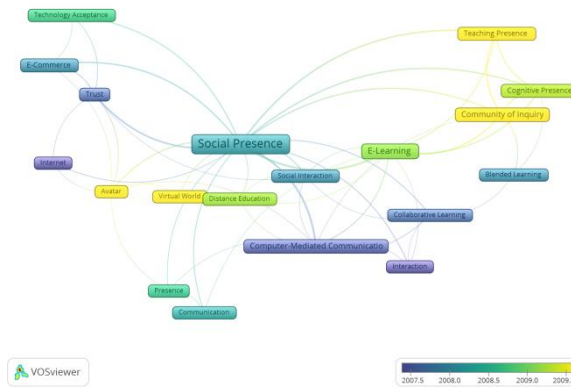 Technology Acceptance
Teaching Presence
E-Commerce
Cognitive Presence
Trust
Community of Inquiry
Social Presence
E-Learning
Internet
Social Interaction
Blended Learning
Avatar
Virtual World
Distance Education
Collaborative Learning
Computer-Mediated Communicatio
Interaction
Presence
Communication
VOSviewer
2007.5 2008.0 2008.5 2009.0 2009.